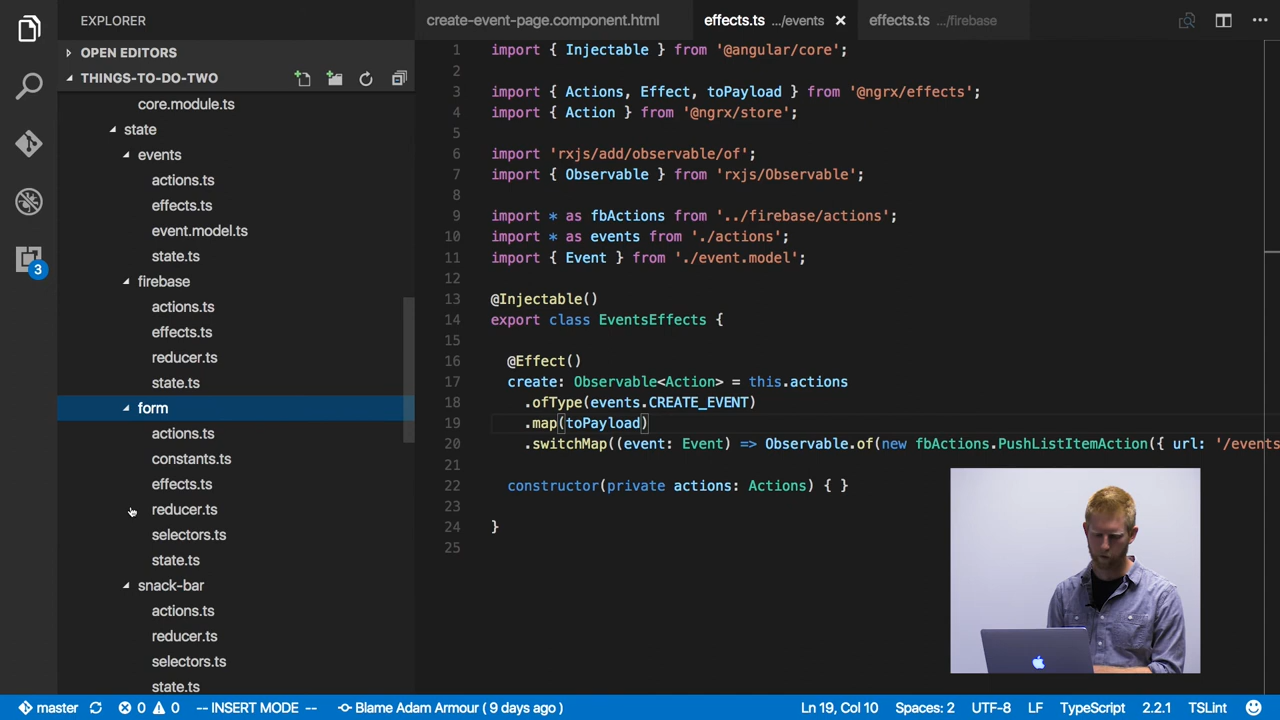 EXPLORER
OPEN EDITORS
THINGS-TO-DO-TWO
core.module.ts
state
events
actions.ts
effects.ts
event.model.ts
state.ts
firebase
actions.ts
effects.ts
reducer.ts
state.ts
form
actions.ts
constants.ts
effects.ts
reducer.ts
selectors.ts
state.ts
snack-bar
actions.ts
reducer.ts
selectors.ts
state.ts
3
create-event-page.component.html effects.ts .../events × effects.ts .../firebase
1 import { Injectable } from '@angular/core';
2
3 import { Actions, Effect, toPayload } from '@ngrx/effects';
4 import { Action } from '@ngrx/store';
5
6 import 'rxjs/add/observable/of';
7 import { Observable } from 'rxjs/Observable';
8
9 import * as fbActions from '../firebase/actions';
10 import * as events from './actions';
11 import { Event } from './event.model';
12
13 @Injectable()
14 export class EventsEffects {
15
16 @Effect()
17 create: Observable<Action> = this.actions
18 .ofType(events.CREATE_EVENT)
19 .map(toPayload)
20 .switchMap((event: Event) => Observable.of(new fbActions.PushListItemAction({ url: '/events
21
22 constructor(private actions: Actions) { }
23
24 }
25
master 0 0 -- INSERT MODE -- Blame Adam Armour ( 9 days ago ) Ln 19, Col 10 Spaces: 2 UTF-8 LF TypeScript 2.2.1 TSLint